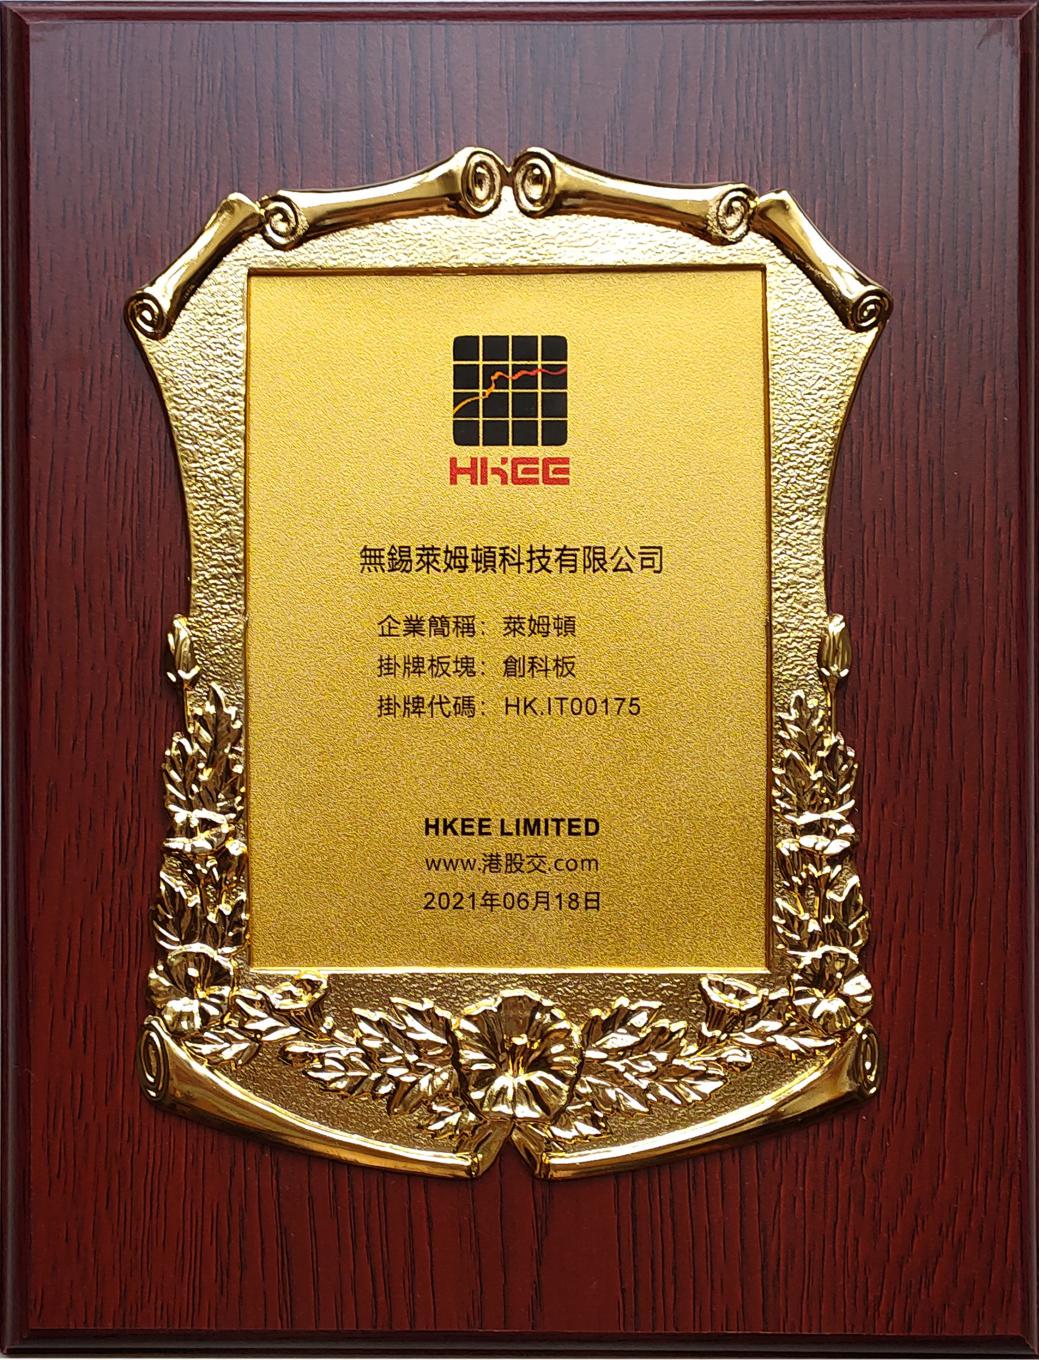 HKEE
無錫萊姆頓科技有限公司
企業簡稱：萊姆頓
掛牌板塊：創科板
掛牌代碼：HK.IT00175
HKEE LIMITED
www.港股交.com
2021年06月18日